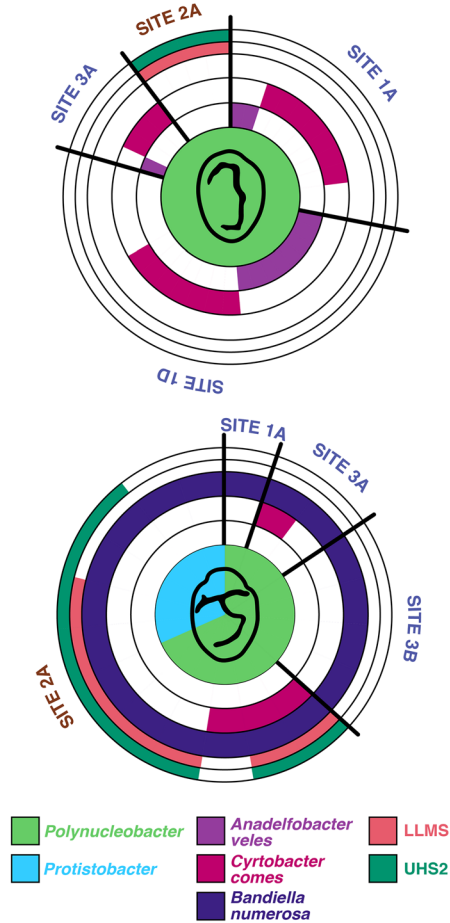 SITE 2A
SITE 1A
SITE 3A
SITE 1D
SITE 1A
SITE 3A
SITE 3B
SITE 2A
Polynucleobacter
Protistobacter
Anadelfobacter
veles
Cyrtobacter
comes
Bandiella
numerosa
LLMS
UHS2